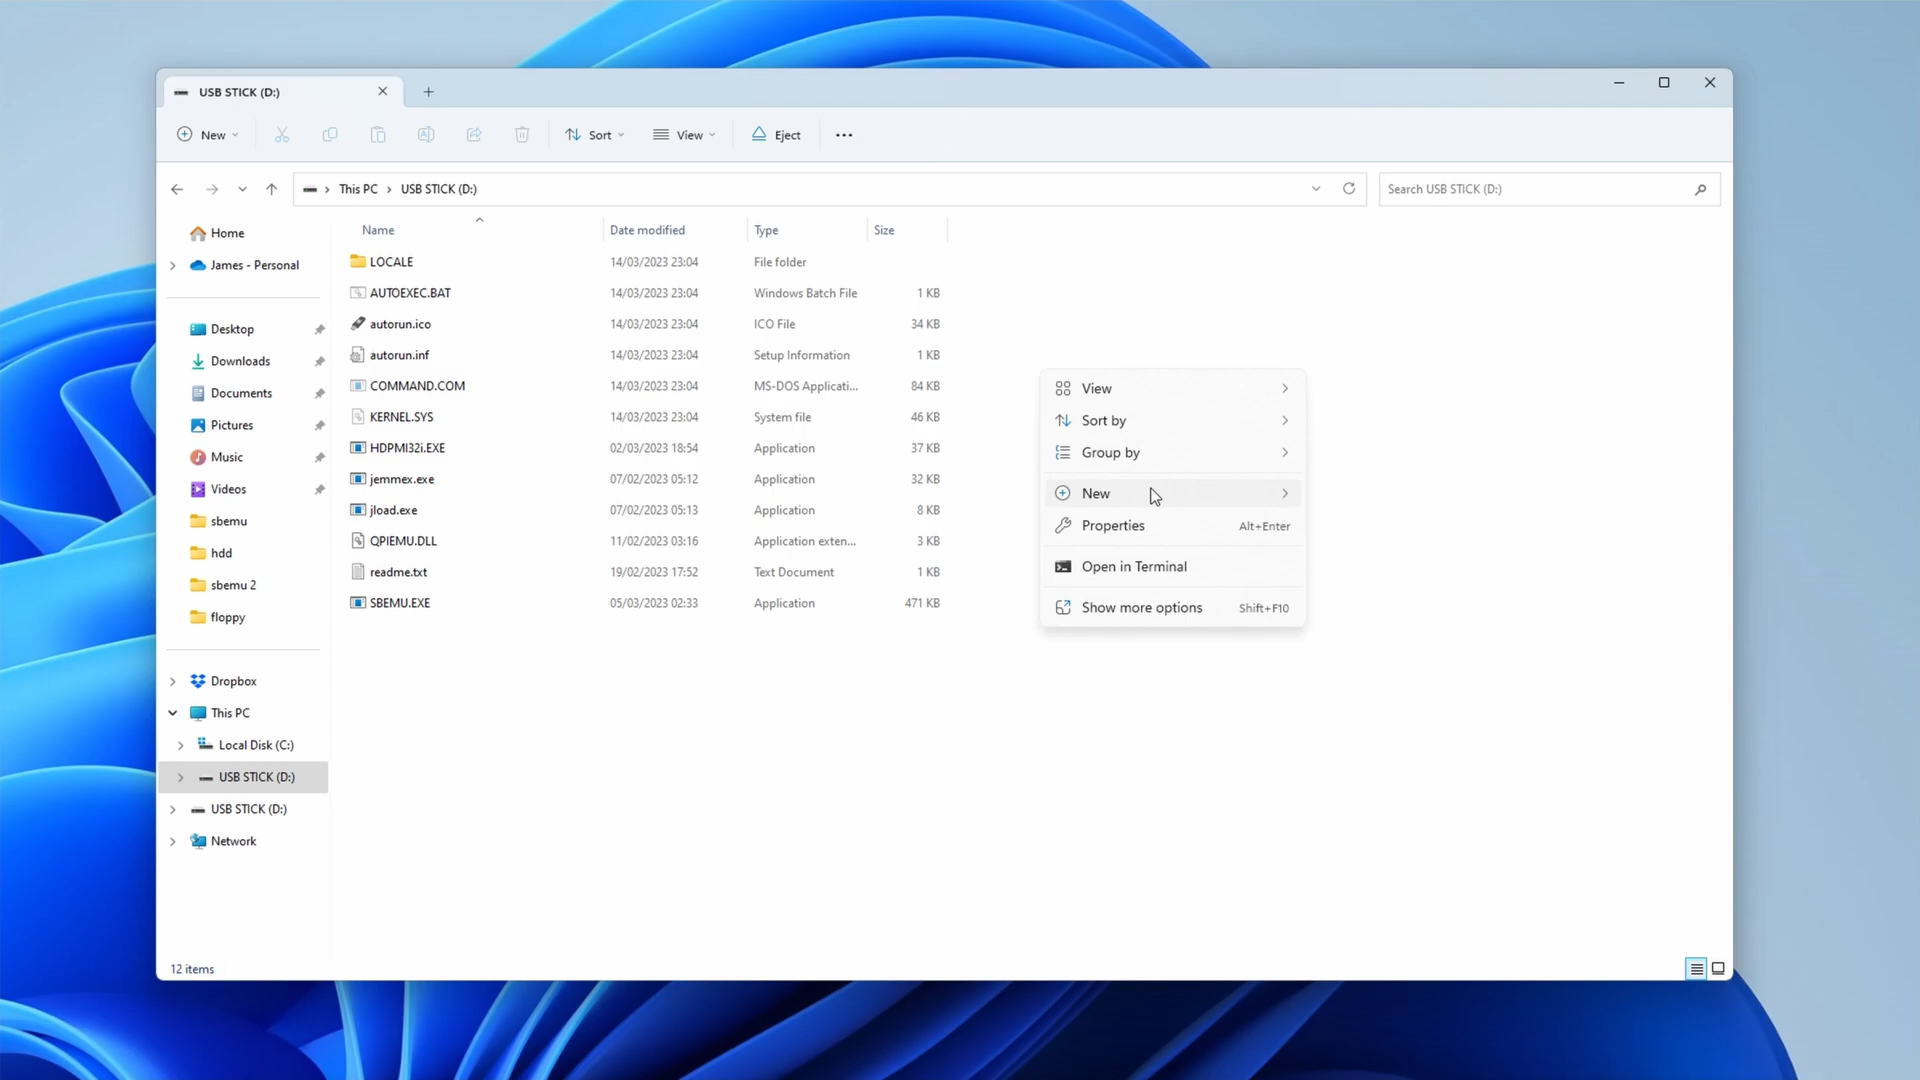 USB STICK (D:)
New
Sort
View
Eject
This PC
USB STICK (D:)
Search USB STICK (D:)
Name Date modified Type Size
LOCALE 14/03/2023 23:04 File folder
AUTOEXEC.BAT 14/03/2023 23:04 Windows Batch File 1 KB
autorun.ico 14/03/2023 23:04 ICO File 34 KB
autorun.inf 14/03/2023 23:04 Setup Information 1 KB
COMMAND.COM 14/03/2023 23:04 MS-DOS Applicati... 84 KB
KERNEL.SYS 14/03/2023 23:04 System file 46 KB
HDPMI32i.EXE 02/03/2023 18:54 Application 37 KB
jemmex.exe 07/02/2023 05:12 Application 32 KB
jload.exe 07/02/2023 05:13 Application 8 KB
QPIEMU.DLL 11/02/2023 03:16 Application exten... 3 KB
readme.txt 19/02/2023 17:52 Text Document 1 KB
SBEMU.EXE 05/03/2023 02:33 Application 471 KB
Home
James - Personal
Desktop
Downloads
Documents
Pictures
Music
Videos
sbemu
hdd
sbemu 2
floppy
Dropbox
This PC
Local Disk (C:)
USB STICK (D:)
USB STICK (D:)
Network
View
Sort by
Group by
New
Properties Alt+Enter
Open in Terminal
Show more options Shift+F10
12 items